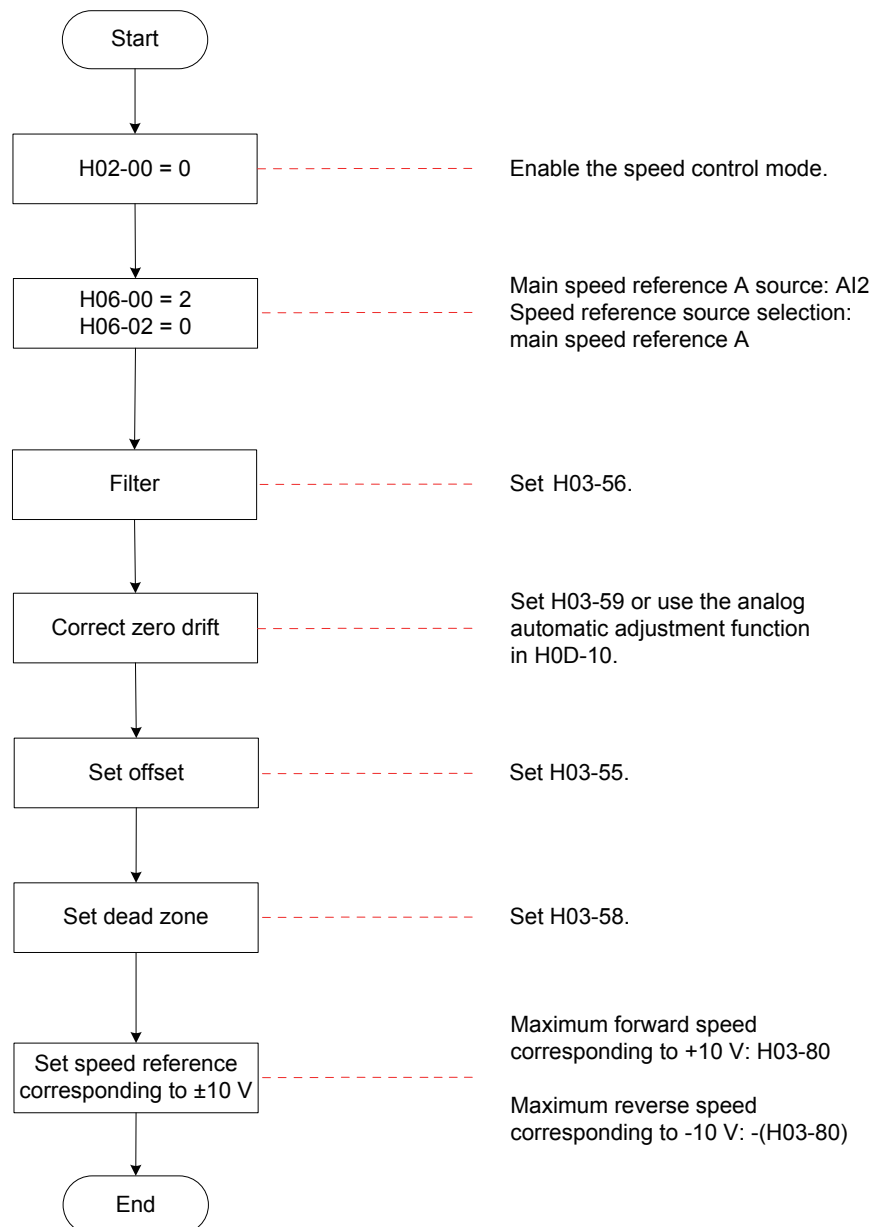 Start
H02-00 = 0
Enable the speed control mode.
H06-00 = 2
H06-02 = 0
Main speed reference A source: AI2
Speed reference source selection:
main speed reference A
Filter
Set H03-56.
Correct zero drift
Set H03-59 or use the analog
automatic adjustment function
in H0D-10.
Set offset
Set H03-55.
Set dead zone
Set H03-58.
Set speed reference
corresponding to ±10 V
Maximum forward speed
corresponding to +10 V: H03-80
Maximum reverse speed
corresponding to -10 V: -(H03-80)
End